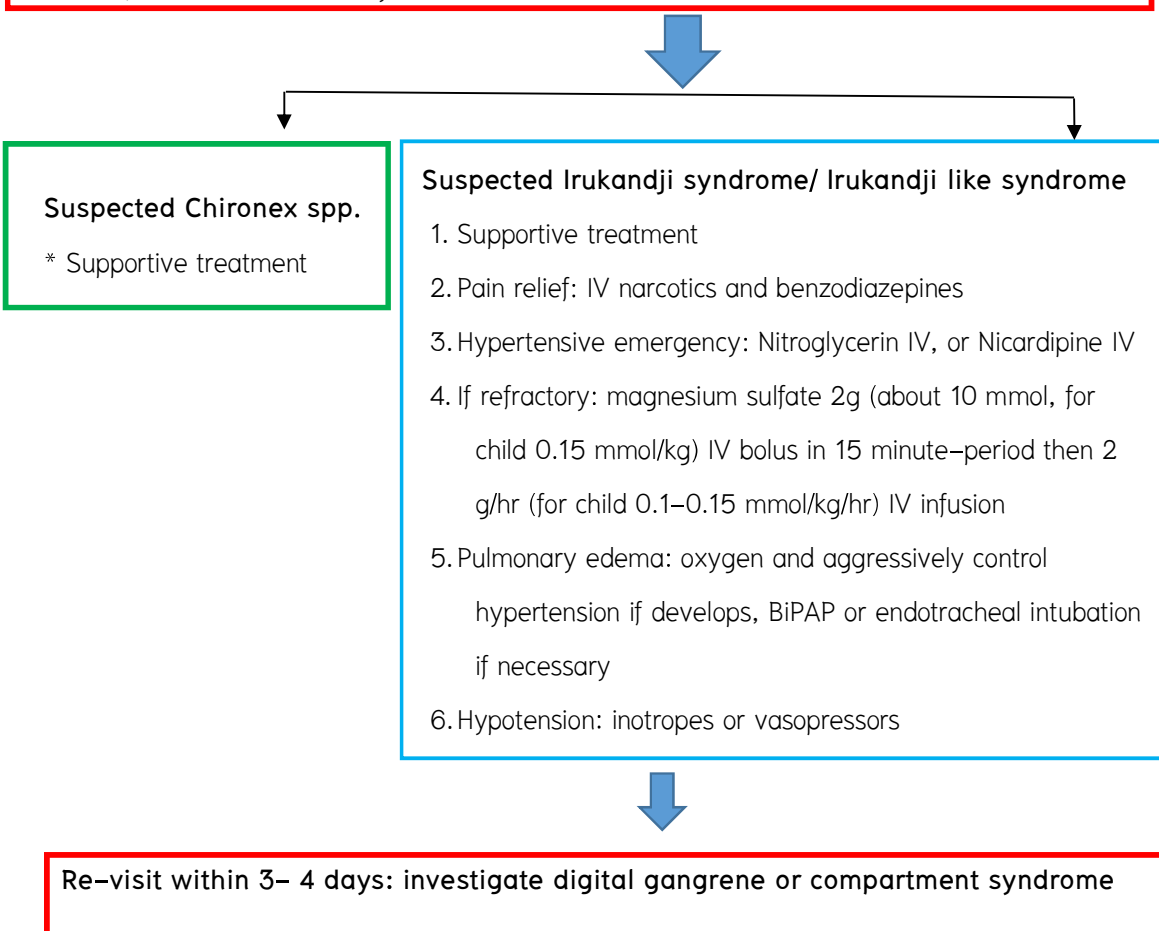 Suspected Chironex spp.
* Supportive treatment
Suspected Irukandji syndrome/ Irukandji like syndrome
1. Supportive treatment
2. Pain relief: IV narcotics and benzodiazepines
3. Hypertensive emergency: Nitroglycerin IV, or Nicardipine IV
4. If refractory: magnesium sulfate 2g (about 10 mmol, for
child 0.15 mmol/kg) IV bolus in 15 minute–period then 2
g/hr (for child 0.1–0.15 mmol/kg/hr) IV infusion
5. Pulmonary edema: oxygen and aggressively control
hypertension if develops, BiPAP or endotracheal intubation
if necessary
6. Hypotension: inotropes or vasopressors
Re–visit within 3– 4 days: investigate digital gangrene or compartment syndrome